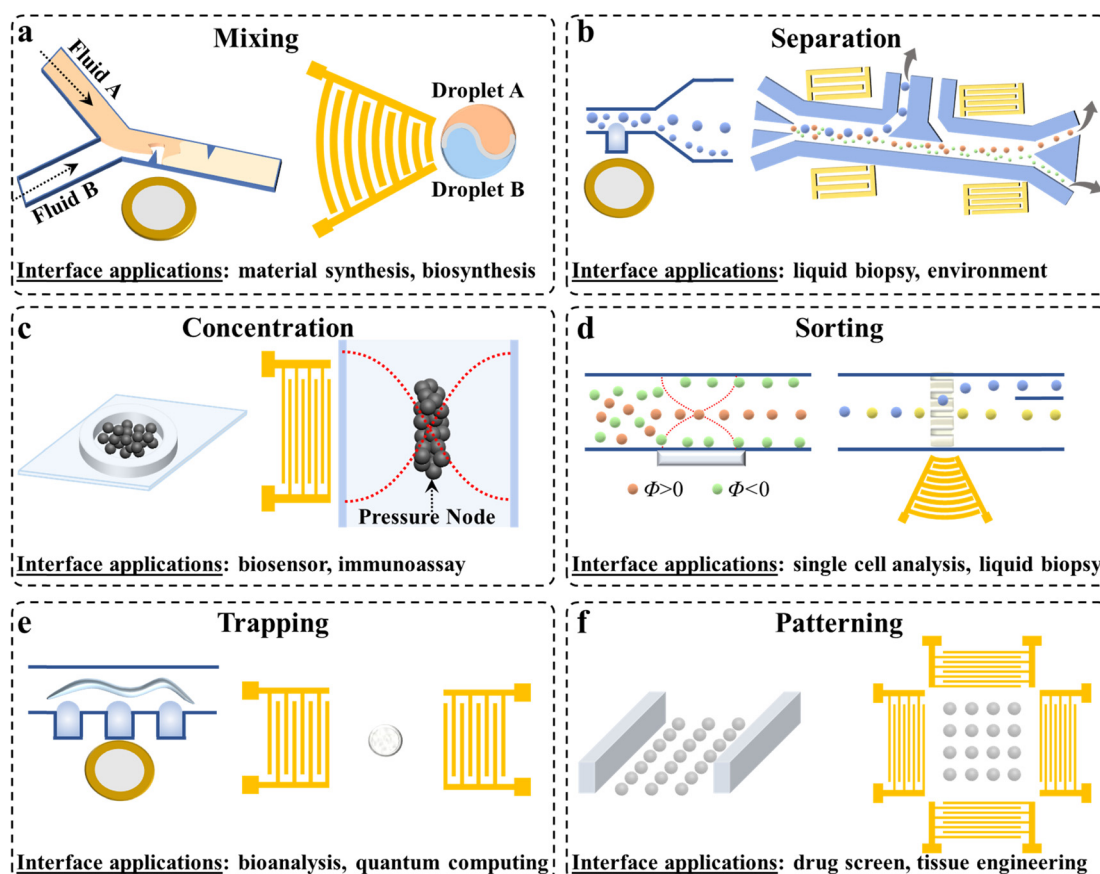 a
Mixing
Fluid A
Fluid B
Droplet A
Droplet B
Interface applications: material synthesis, biosynthesis
b
Separation
Interface applications: liquid biopsy, environment
c
Concentration
Pressure Node
Interface applications: biosensor, immunoassay
d
Sorting
Φ>0
Φ<0
Interface applications: single cell analysis, liquid biopsy
e
Trapping
Interface applications: bioanalysis, quantum computing
f
Patterning
Interface applications: drug screen, tissue engineering